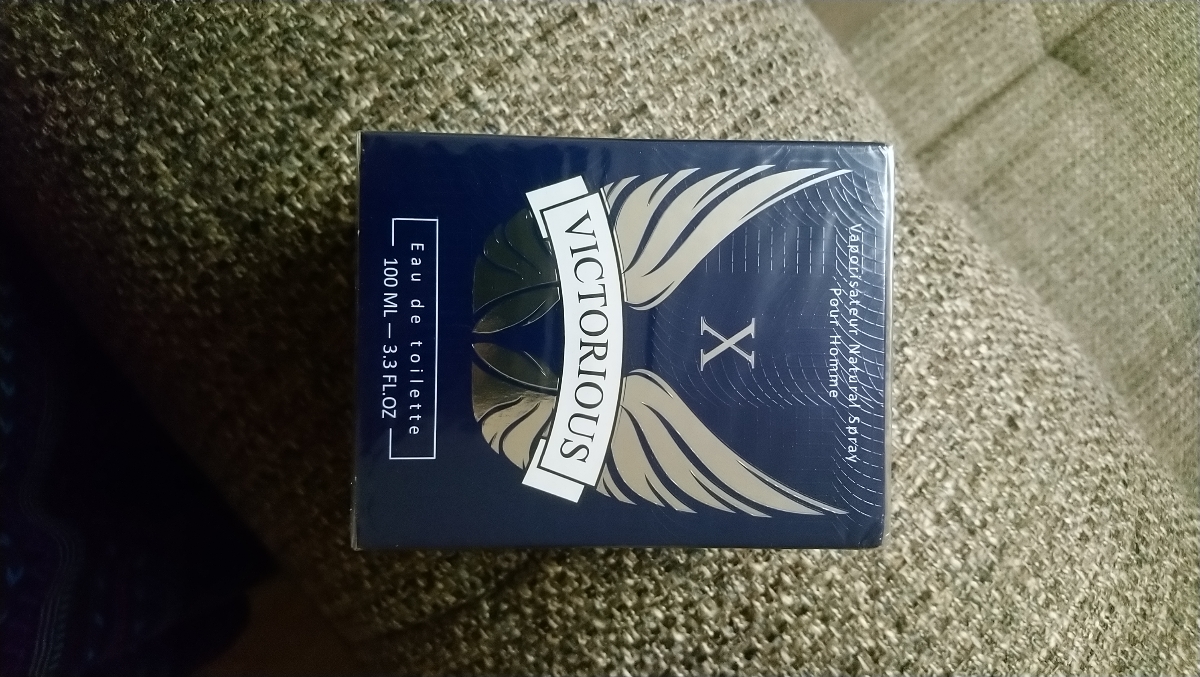 Vaporisateur Natural Spray
Pour Homme
X
VICTORIOUS
Eau de toilette
100 ML — 3.3 FL.OZ